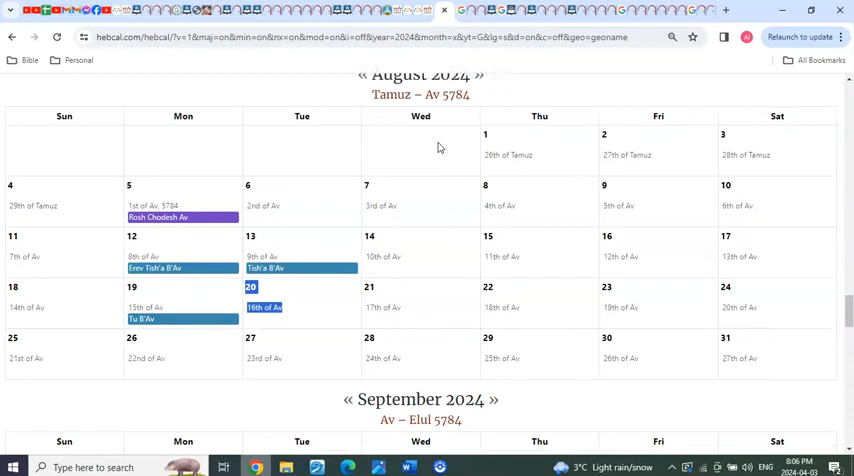 hebcal.com/hebcal/?v=1&maj=on&min=on&nx=on&mod=on&i=off&year=2024&month=x&yt=G&lg=s&d=on&c=off&geo=geoname
AI
Relaunch to update
Bible Personal All Bookmarks
« August 2024 »
Tamuz – Av 5784
Sun Mon Tue Wed Thu Fri Sat
1 2 3
26th of Tamuz 27th of Tamuz 28th of Tamuz
4 5 6 7 8 9 10
29th of Tamuz 1st of Av, 5784 2nd of Av 3rd of Av 4th of Av 5th of Av 6th of Av
Rosh Chodesh Av
11 12 13 14 15 16 17
7th of Av 8th of Av 9th of Av 10th of Av 11th of Av 12th of Av 13th of Av
Erev Tish'a B'Av Tish'a B'Av
18 19 20 21 22 23 24
14th of Av 15th of Av 16th of Av 17th of Av 18th of Av 19th of Av 20th of Av
Tu B'Av
25 26 27 28 29 30 31
21st of Av 22nd of Av 23rd of Av 24th of Av 25th of Av 26th of Av 27th of Av
« September 2024 »
Av – Elul 5784
Sun Mon Tue Wed Thu Fri Sat
Type here to search 3°C Light rain/snow ENG 8:06 PM
2024-04-03